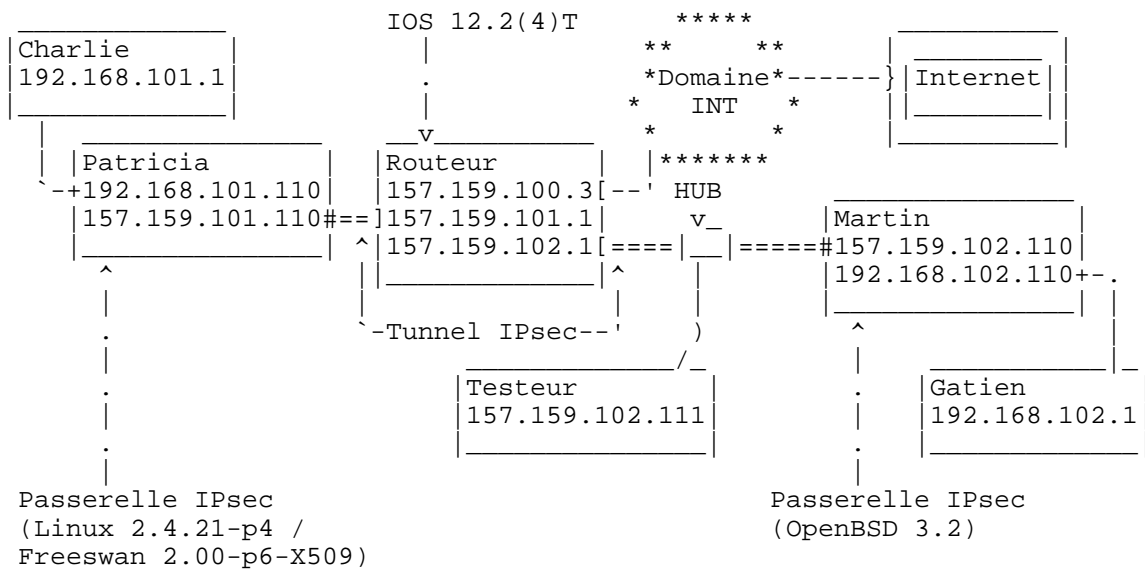 IOS 12.2(4)T
Charlie
192.168.101.1
Domaine
INT
Internet
Patricia
192.168.101.110
157.159.101.110
Routeur
157.159.100.3
157.159.101.1
157.159.102.1
HUB
Martin
157.159.102.110
192.168.102.110
Tunnel IPsec
Testeur
157.159.102.111
Gatien
192.168.102.1
Passerelle IPsec
(Linux 2.4.21-p4 /
Freeswan 2.00-p6-X509)
Passerelle IPsec
(OpenBSD 3.2)